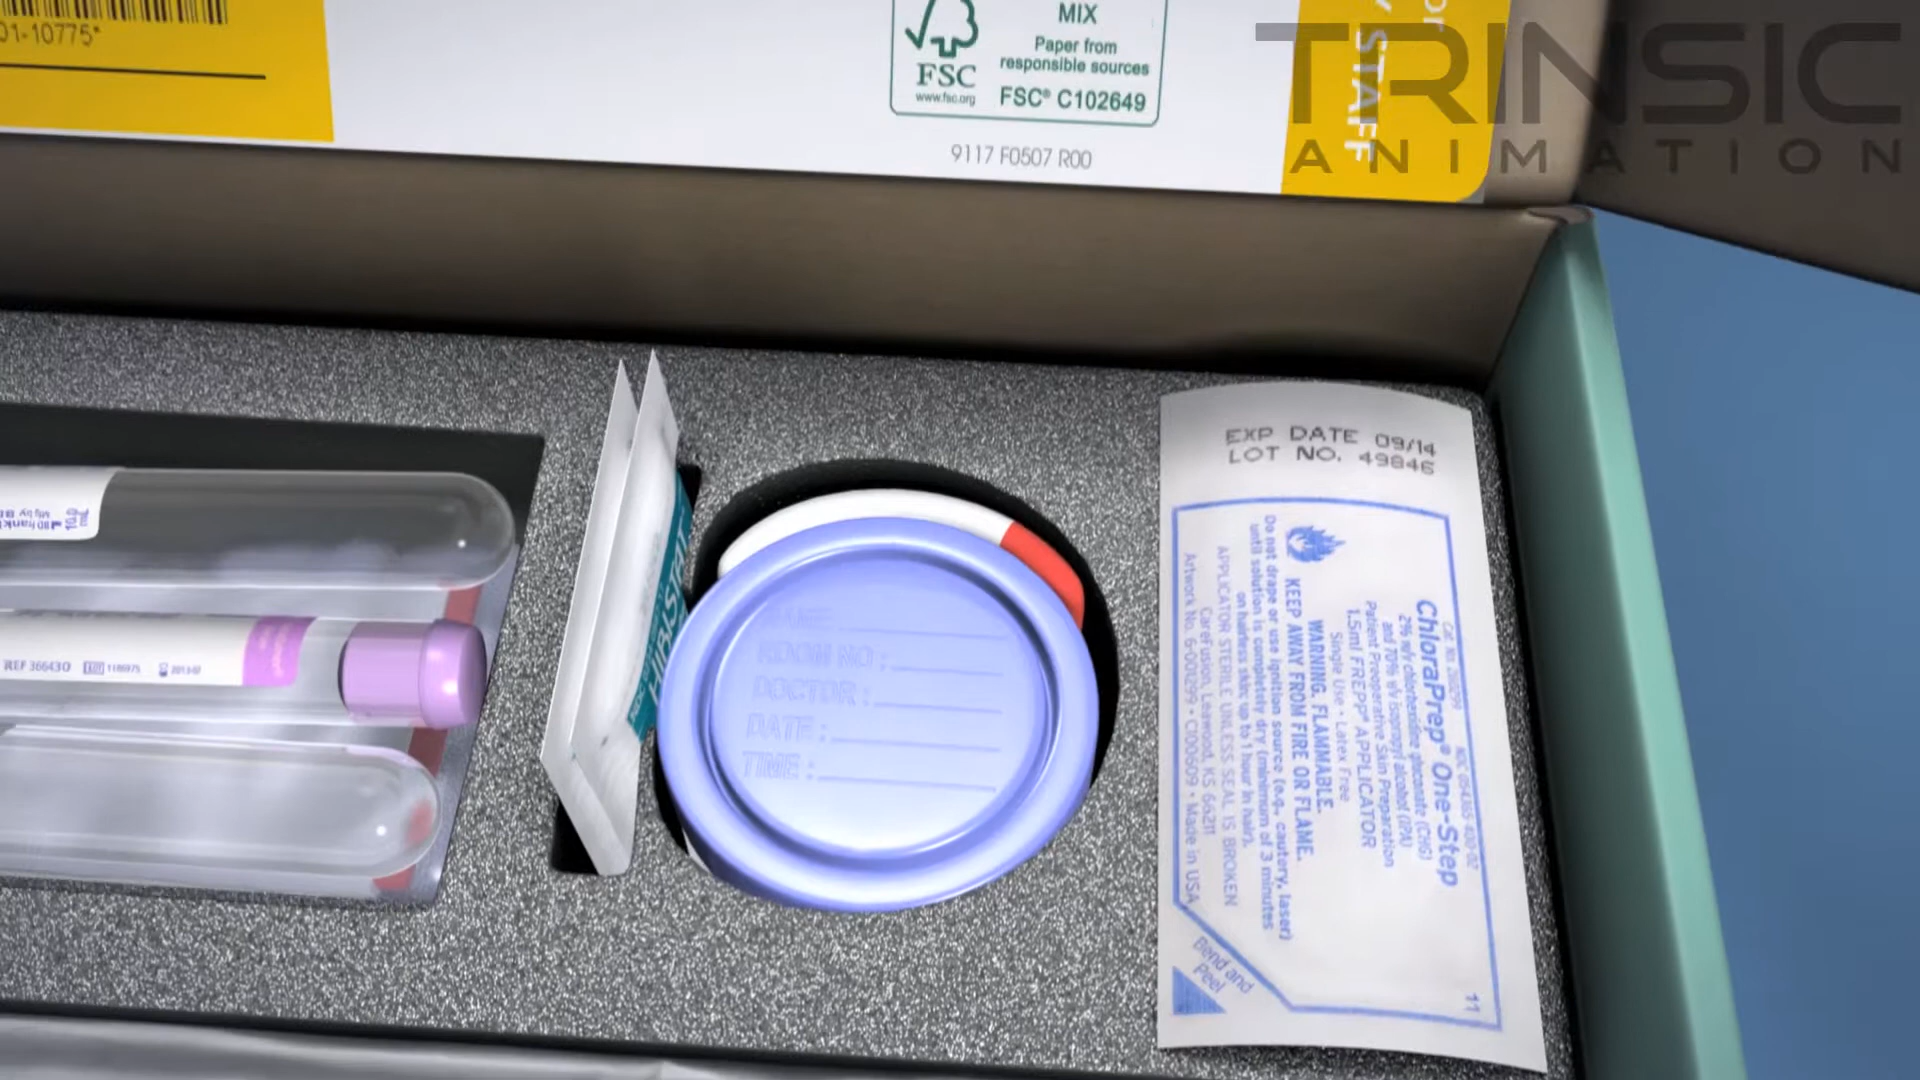 01-10775*
MIX
Paper from
responsible sources
FSC® C102649
FSC
www.fsc.org
9117 F0507 R00
STAFF
TRINSIC
ANIMATION
EXP DATE 09/14
LOT NO. 49846
ChloraPrep® One-Step
2% w/v chlorhexidine gluconate (CHG)
and 70% v/v isopropyl alcohol (IPA)
Patient Preoperative Skin Preparation
1.5ml FREPP® APPLICATOR
Single Use • Latex Free
WARNING. FLAMMABLE.
KEEP AWAY FROM FIRE OR FLAME.
Do not drape or use ignition source (e.g., cautery, laser)
until solution is completely dry (minimum of 3 minutes
on hairless skin; up to 1 hour in hair).
APPLICATOR STERILE UNLESS SEAL IS BROKEN
CareFusion, Leawood, KS 66211
Made in USA
Bend and
Peel
11
HIBISTAT
ROOM NO :
DOCTOR :
DATE :
TIME :
10.0
mL
REF 366430